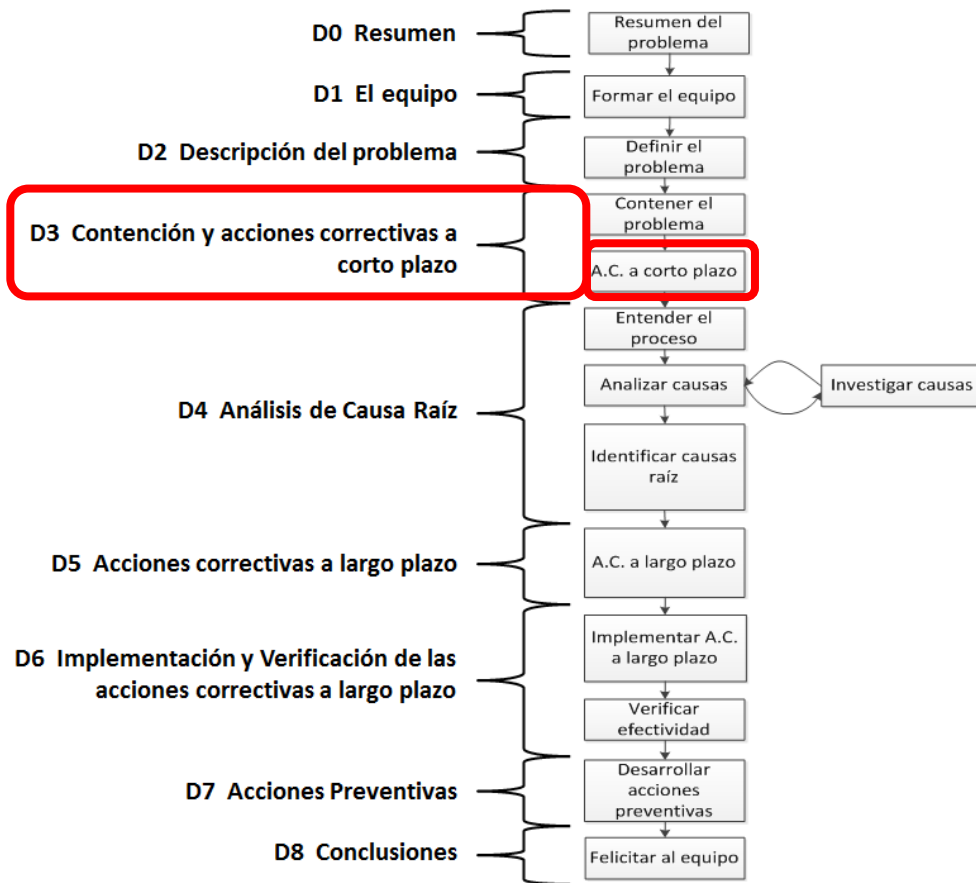 D0 Resumen
Resumen del
problema
D1 El equipo
Formar el equipo
D2 Descripción del problema
Definir el
problema
D3 Contención y acciones correctivas a
corto plazo
Contener el
problema
A.C. a corto plazo
D4 Análisis de Causa Raíz
Entender el
proceso
Analizar causas
Investigar causas
Identificar causas
raíz
D5 Acciones correctivas a largo plazo
A.C. a largo plazo
D6 Implementación y Verificación de las
acciones correctivas a largo plazo
Implementar A.C.
a largo plazo
Verificar
efectividad
D7 Acciones Preventivas
Desarrollar
acciones
preventivas
D8 Conclusiones
Felicitar al equipo